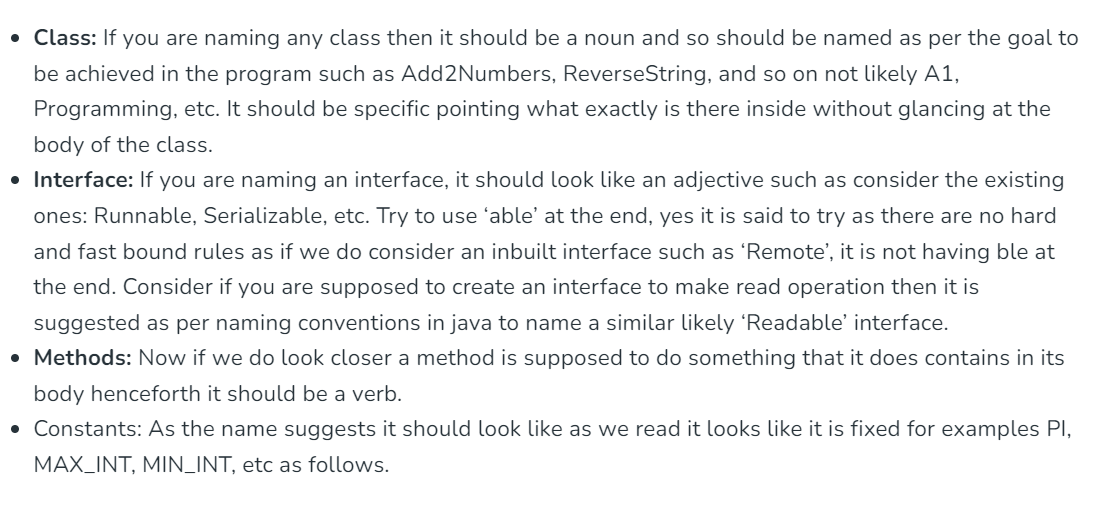 • Class: If you are naming any class then it should be a noun and so should be named as per the goal to
be achieved in the program such as Add2Numbers, ReverseString, and so on not likely A1,
Programming, etc. It should be specific pointing what exactly is there inside without glancing at the
body of the class.
• Interface: If you are naming an interface, it should look like an adjective such as consider the existing
ones: Runnable, Serializable, etc. Try to use ‘able’ at the end, yes it is said to try as there are no hard
and fast bound rules as if we do consider an inbuilt interface such as ‘Remote’, it is not having ble at
the end. Consider if you are supposed to create an interface to make read operation then it is
suggested as per naming conventions in java to name a similar likely ‘Readable’ interface.
• Methods: Now if we do look closer a method is supposed to do something that it does contains in its
body henceforth it should be a verb.
• Constants: As the name suggests it should look like as we read it looks like it is fixed for examples PI,
MAX_INT, MIN_INT, etc as follows.